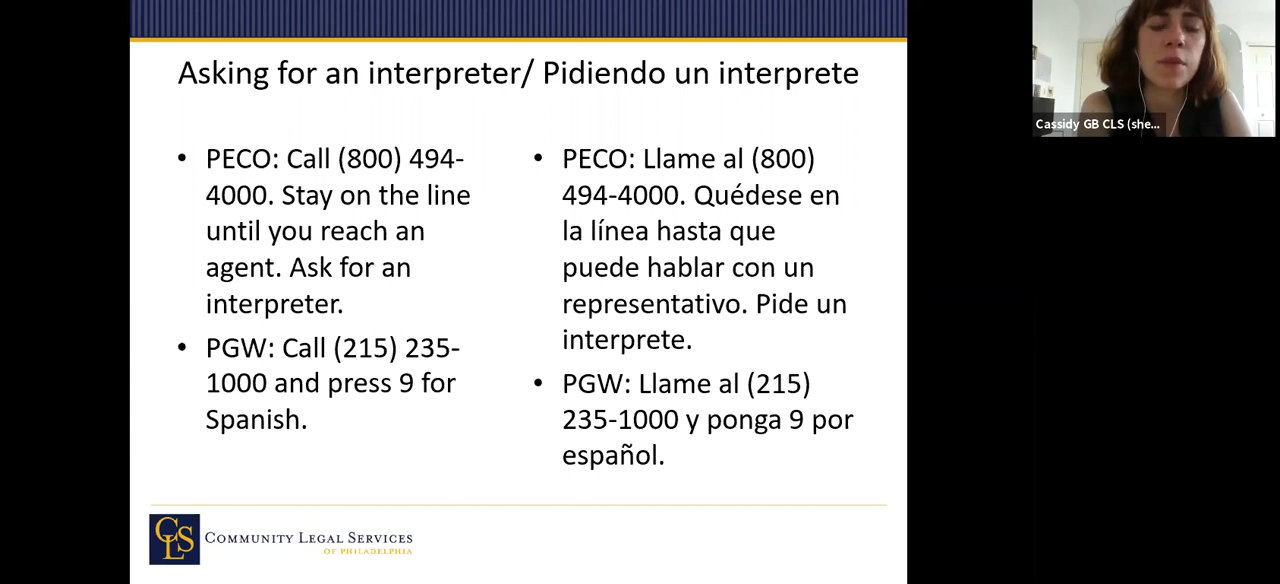 Asking for an interpreter/ Pidiendo un interprete
• PECO: Call (800) 494-
4000. Stay on the line
until you reach an
agent. Ask for an
interpreter.
• PGW: Call (215) 235-
1000 and press 9 for
Spanish.
• PECO: Llame al (800)
494-4000. Quédese en
la línea hasta que
puede hablar con un
representativo. Pide un
interprete.
• PGW: Llame al (215)
235-1000 y ponga 9 por
español.
CLS
COMMUNITY LEGAL SERVICES
OF PHILADELPHIA
Cassidy GB CLS (she...